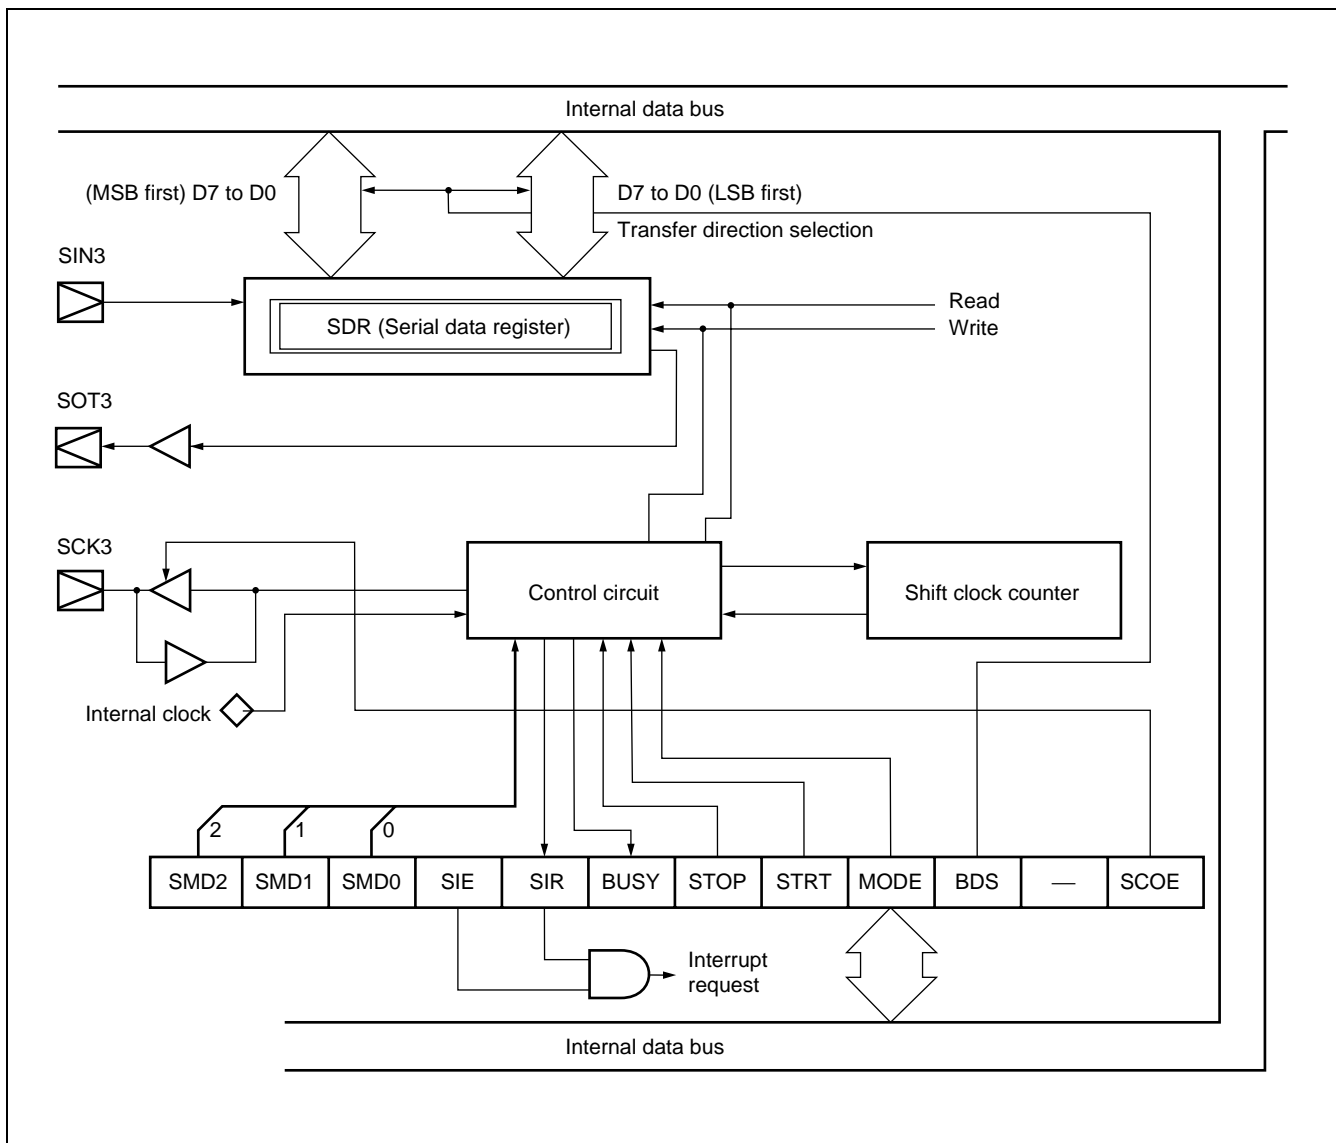 Internal data bus
(MSB first) D7 to D0
D7 to D0 (LSB first)
Transfer direction selection
SIN3
SDR (Serial data register)
Read
Write
SOT3
SCK3
Control circuit
Shift clock counter
Internal clock
2 1 0
SMD2 SMD1 SMD0 SIE SIR BUSY STOP STRT MODE BDS — SCOE
Interrupt
request
Internal data bus